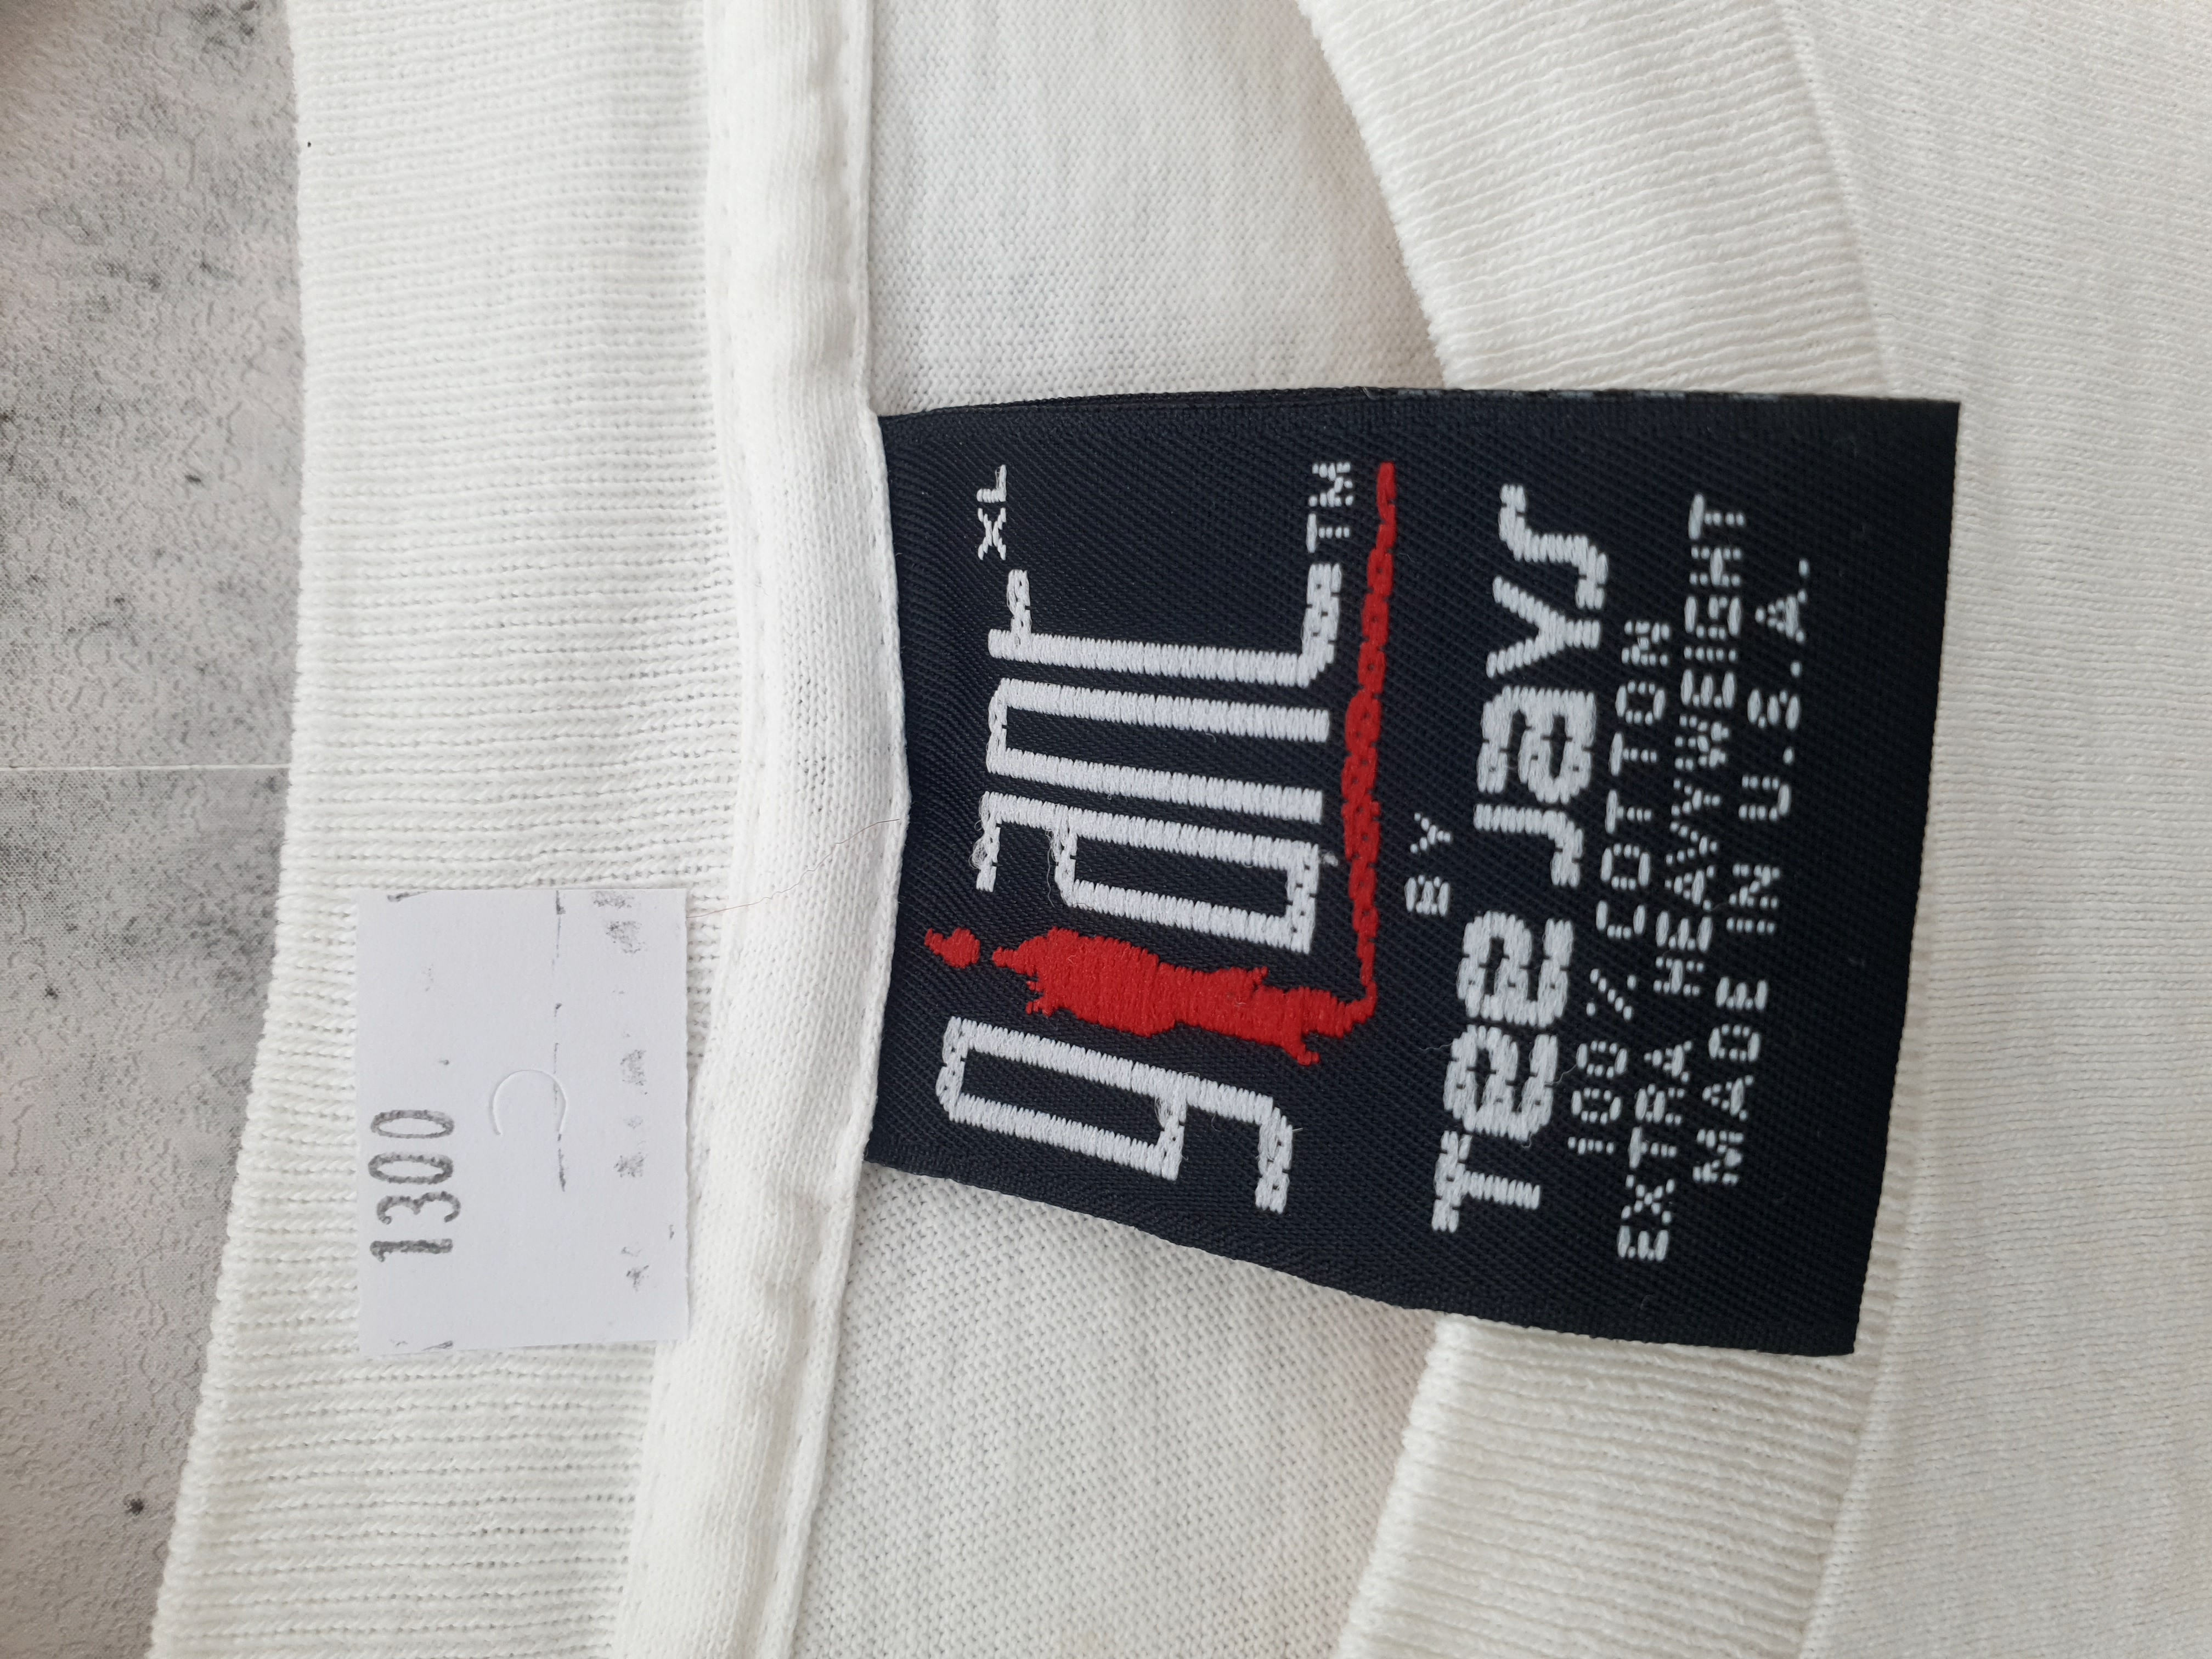 XL
giant
TM
BY
Tee Jays
100% COTTON
EXTRA HEAVYWEIGHT
MADE IN U.S.A.
1300